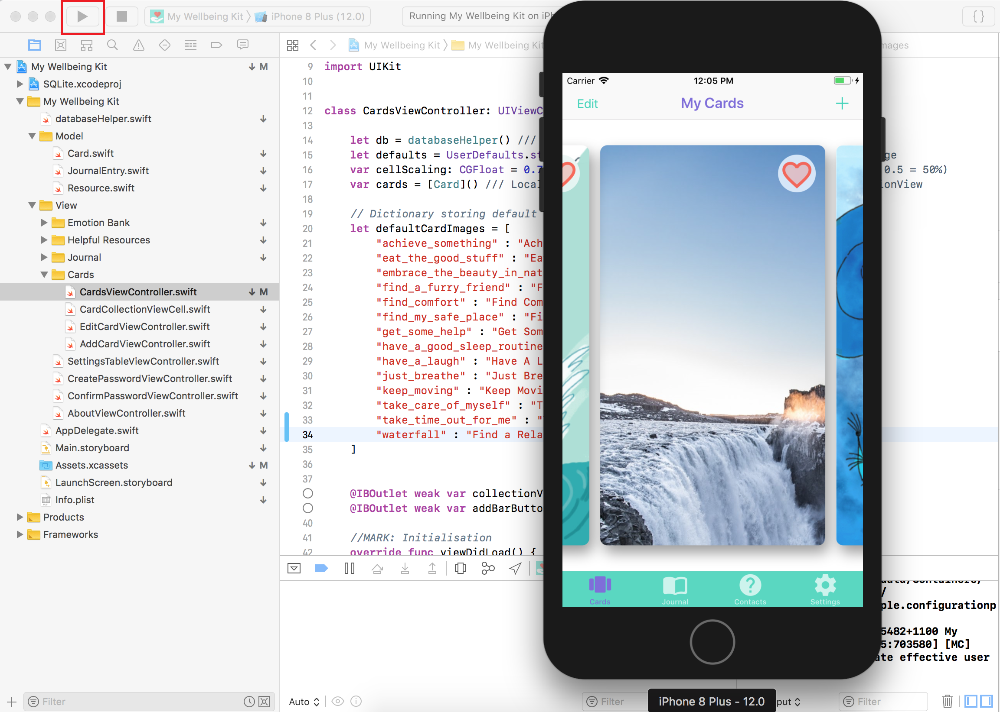 My Wellbeing Kit
iPhone 8 Plus (12.0)
Running My Wellbeing Kit on
{ }
My Wellbeing Kit
M
SQLite.xcodeproj
My Wellbeing Kit
databaseHelper.swift
Model
Card.swift
JournalEntry.swift
Resource.swift
View
Emotion Bank
Helpful Resources
Journal
Cards
CardsViewController.swift
M
CardCollectionViewCell.swift
EditCardViewController.swift
AddCardViewController.swift
SettingsTableViewController.swift
CreatePasswordViewController.swift
ConfirmPasswordViewController.swift
AboutViewController.swift
AppDelegate.swift
Main.storyboard
Assets.xcassets
M
LaunchScreen.storyboard
Info.plist
Products
Frameworks
Filter
My Wellbeing Kit
My Wellbeing Kit
mages
9 import UIKit
10
11
12 class CardsViewController: UIViewC
13
14 let db = databaseHelper() ///
15 let defaults = UserDefaults.st
ge
16 var cellScaling: CGFloat = 0.7
0.5 = 50%)
17 var cards = [Card]() /// Local
ionView
18
19 // Dictionary storing default
20 let defaultCardImages = [
21 "achieve_something" : "Ach
22 "eat_the_good_stuff" : "Ea
23 "embrace_the_beauty_in_nat
24 "find_a_furry_friend" : "F
25 "find_comfort" : "Find Com
26 "find_my_safe_place" : "Fi
27 "get_some_help" : "Get Som
28 "have_a_good_sleep_routine
29 "have_a_laugh" : "Have A L
30 "just_breathe" : "Just Bre
31 "keep_moving" : "Keep Movi
32 "take_care_of_myself" : "T
33 "take_time_out_for_me" : "
34 "waterfall" : "Find a Rela
35 ]
36
37
@IBOutlet weak var collectionV
@IBOutlet weak var addBarButto
40
41 //MARK: Initialisation
42 override func viewDidLoad() {
Carrier
12:05 PM
Edit
My Cards
+
Cards
Journal
Contacts
Settings
data/Containers/
/
ple.configurationp
5482+1100 My
5:703580] [MC]
ate effective user
Auto
Filter
iPhone 8 Plus - 12.0
put
Filter